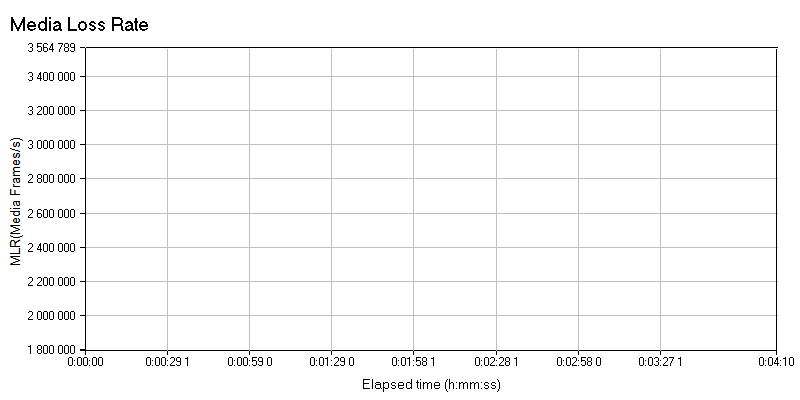 Media Loss Rate
3 564 789
3 400 000
3 200 000
3 000 000
2 800 000
2 600 000
2 400 000
2 200 000
2 000 000
1 800 000
MLR(Media Frames/s)
0:00:00 0:00:29 1 0:00:59 0 0:01:29 0 0:01:58 1 0:02:28 1 0:02:58 0 0:03:27 1 0:04:10
Elapsed time (h:mm:ss)